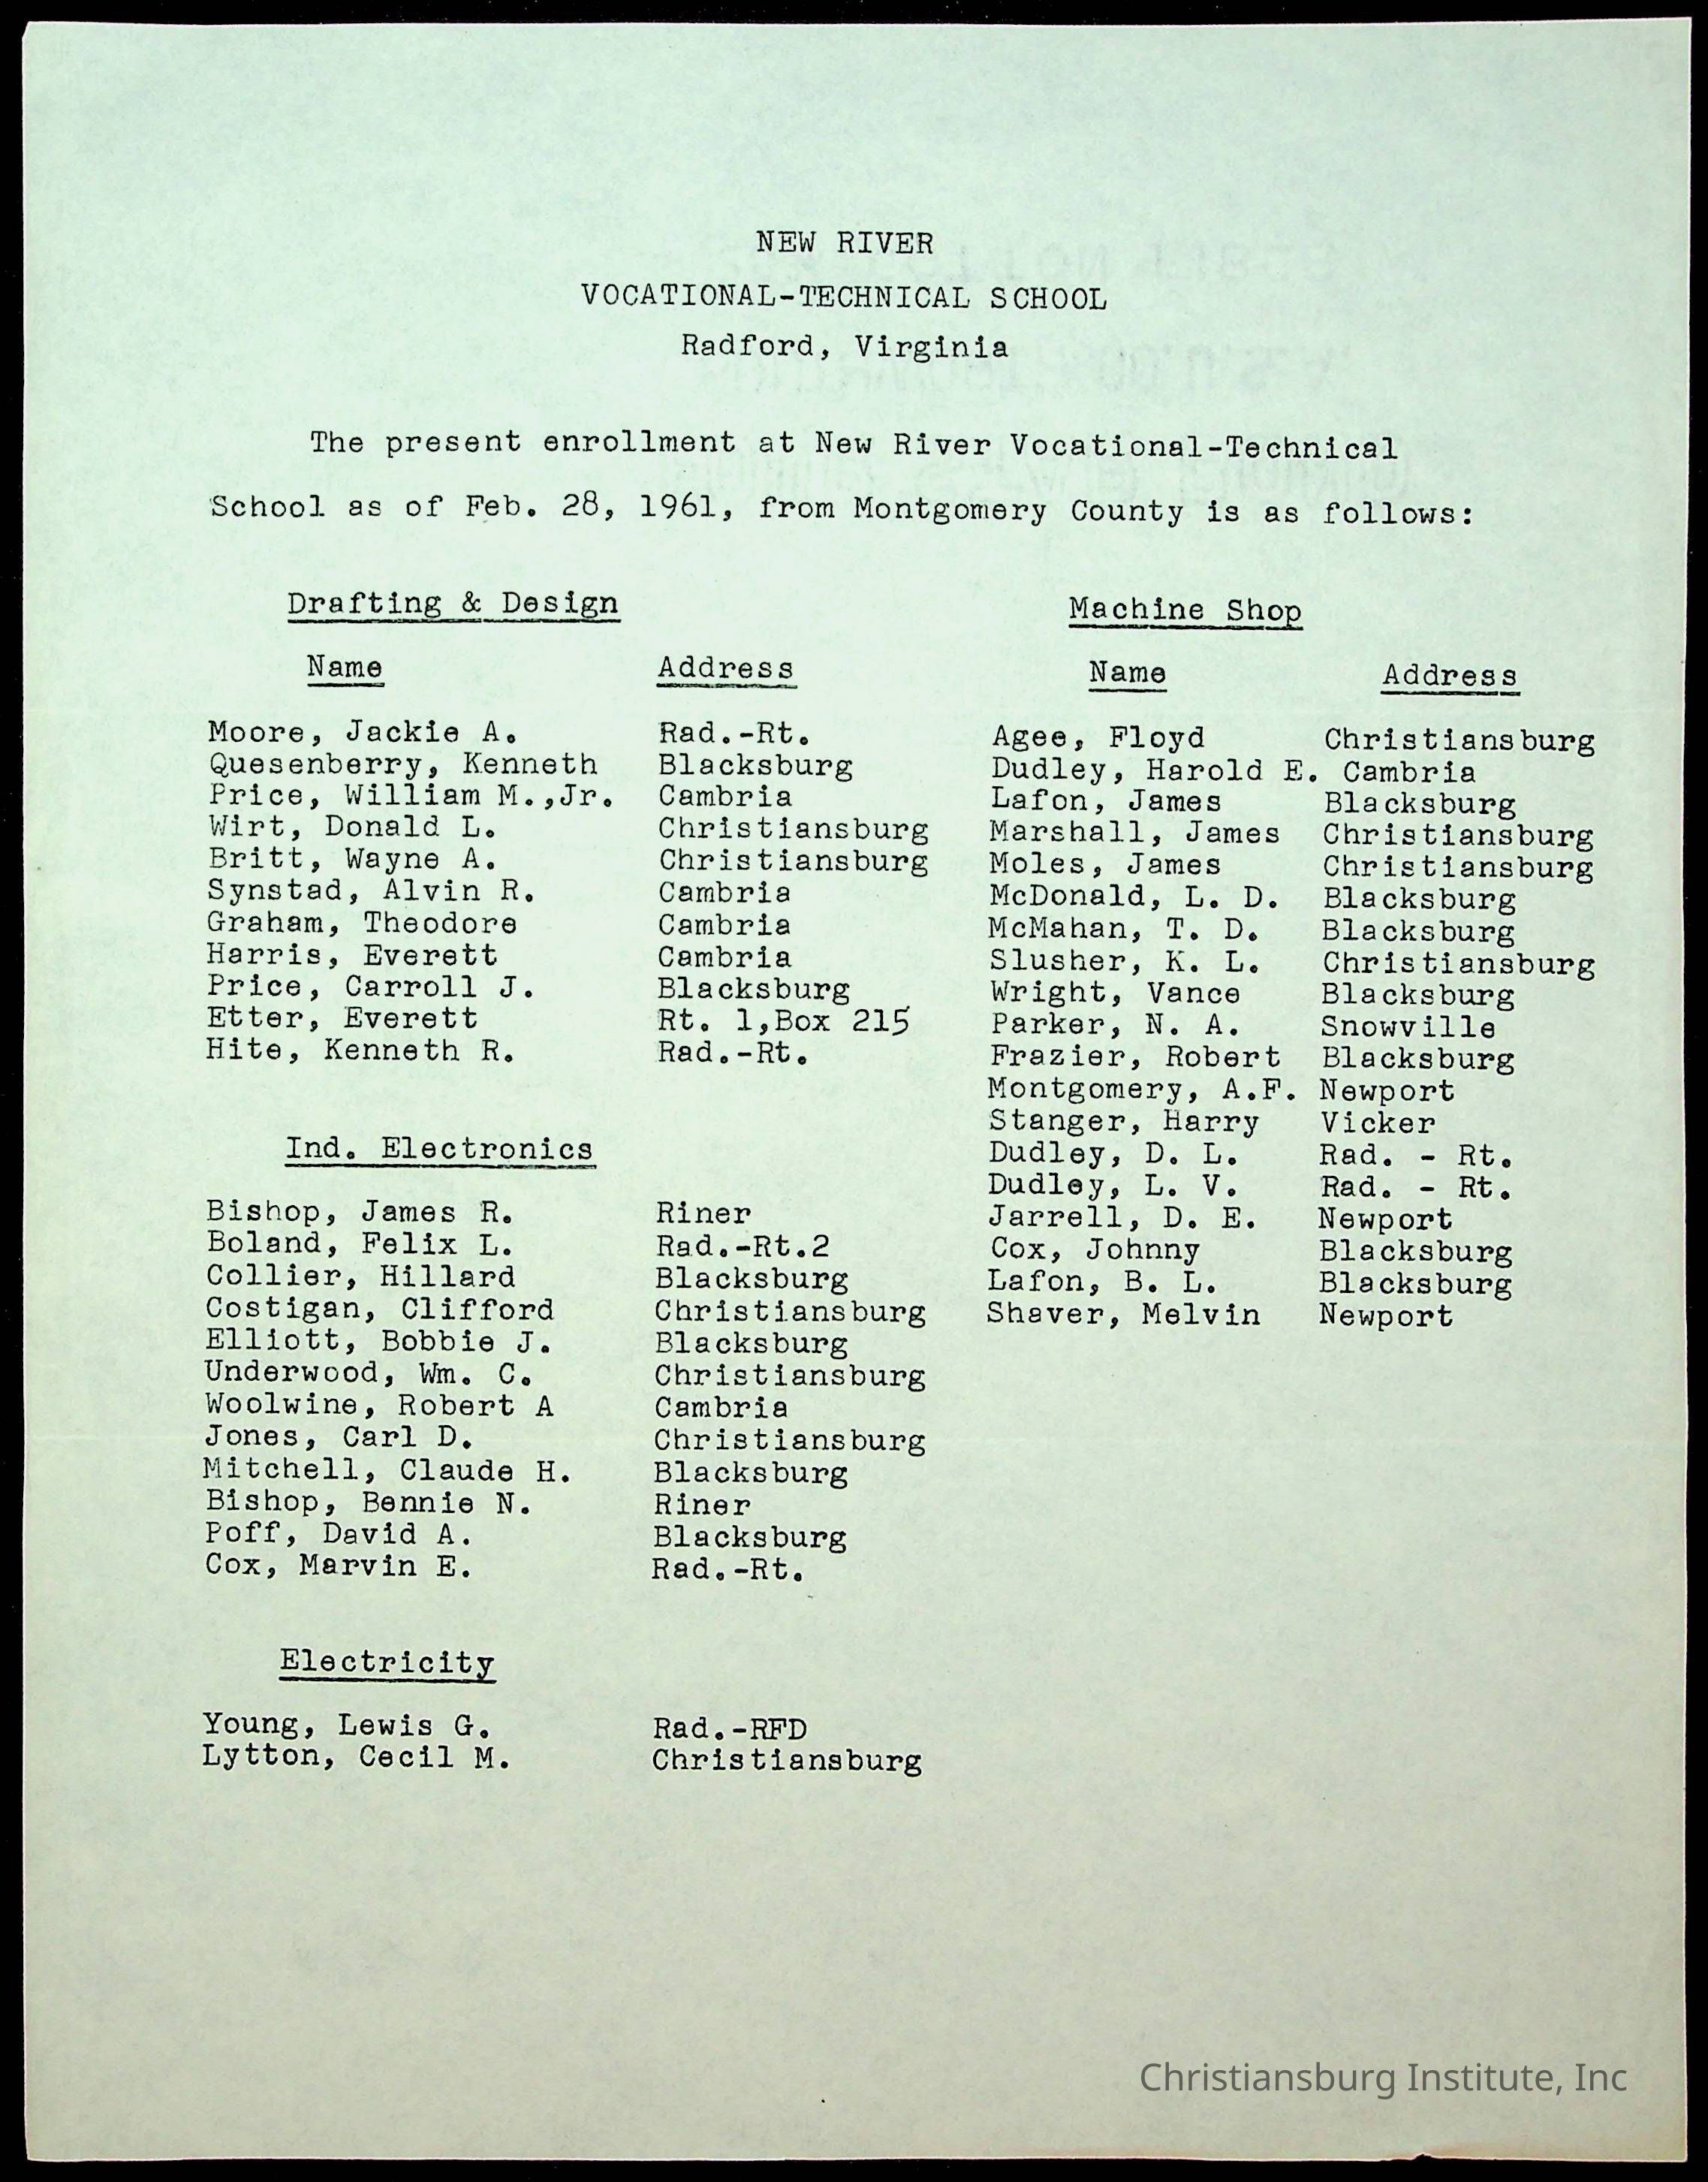 NEW RIVER
VOCATIONAL-TECHNICAL SCHOOL
Radford, Virginia
The present enrollment at New River Vocational-Technical
School as of Feb. 28, 1961, from Montgomery County is as follows:
Drafting & Design
Name Address
Moore, Jackie A. Rad.-Rt.
Quesenberry, Kenneth Blacksburg
Price, William M.,Jr. Cambria
Wirt, Donald L. Christiansburg
Britt, Wayne A. Christiansburg
Synstad, Alvin R. Cambria
Graham, Theodore Cambria
Harris, Everett Cambria
Price, Carroll J. Blacksburg
Etter, Everett Rt. 1,Box 215
Hite, Kenneth R. Rad.-Rt.
Ind. Electronics
Bishop, James R. Riner
Boland, Felix L. Rad.-Rt.2
Collier, Hillard Blacksburg
Costigan, Clifford Christiansburg
Elliott, Bobbie J. Blacksburg
Underwood, Wm. C. Christiansburg
Woolwine, Robert A Cambria
Jones, Carl D. Christiansburg
Mitchell, Claude H. Blacksburg
Bishop, Bennie N. Riner
Poff, David A. Blacksburg
Cox, Marvin E. Rad.-Rt.
Electricity
Young, Lewis G. Rad.-RFD
Lytton, Cecil M. Christiansburg
Machine Shop
Name Address
Agee, Floyd Christiansburg
Dudley, Harold E. Cambria
Lafon, James Blacksburg
Marshall, James Christiansburg
Moles, James Christiansburg
McDonald, L. D. Blacksburg
McMahan, T. D. Blacksburg
Slusher, K. L. Christiansburg
Wright, Vance Blacksburg
Parker, N. A. Snowville
Frazier, Robert Blacksburg
Montgomery, A.F. Newport
Stanger, Harry Vicker
Dudley, D. L. Rad. - Rt.
Dudley, L. V. Rad. - Rt.
Jarrell, D. E. Newport
Cox, Johnny Blacksburg
Lafon, B. L. Blacksburg
Shaver, Melvin Newport
Christiansburg Institute, Inc